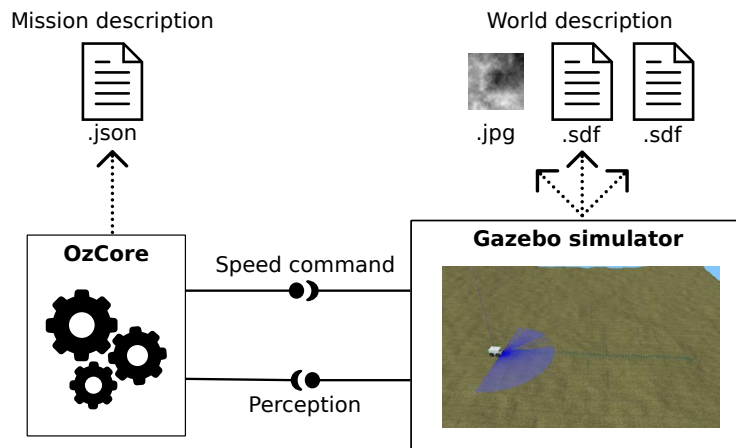 Mission description
World description
.json
.jpg
.sdf
.sdf
OzCore
Gazebo simulator
Speed command
Perception